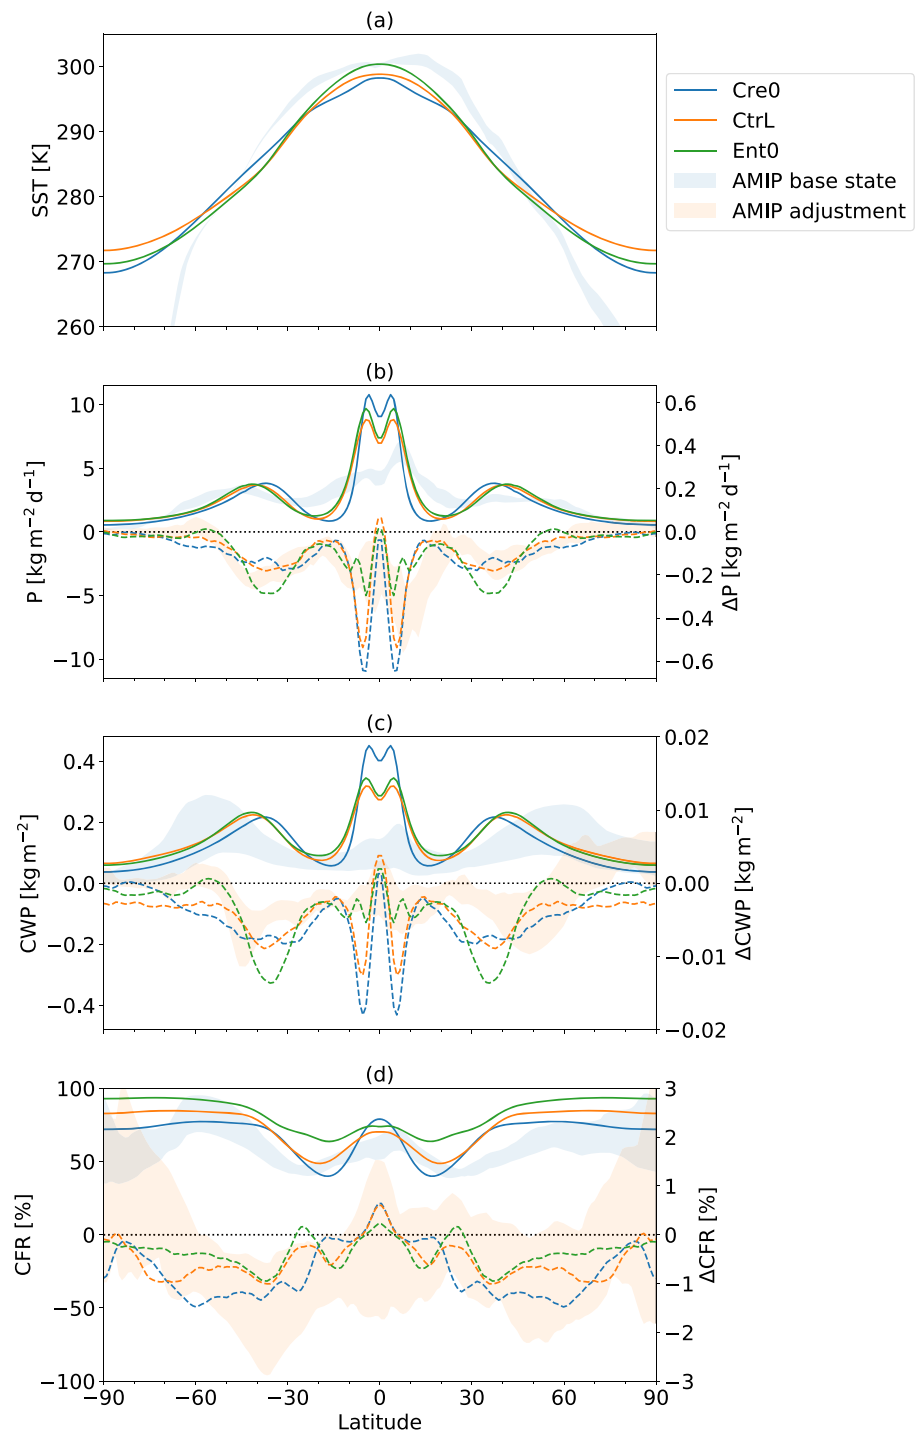 (a)
300
290
280
270
260
SST [K]
Cre0
CtrL
Ent0
AMIP base state
AMIP adjustment
(b)
10
5
0
−5
−10
P [kg m−2 d−1]
0.6
0.4
0.2
0.0
−0.2
−0.4
−0.6
ΔP [kg m−2 d−1]
(c)
0.4
0.2
0.0
−0.2
−0.4
CWP [kg m−2]
0.02
0.01
0.00
−0.01
−0.02
ΔCWP [kg m−2]
(d)
100
50
0
−50
−100
CFR [%]
3
2
1
0
−1
−2
−3
ΔCFR [%]
−90 −60 −30 0 30 60 90
Latitude